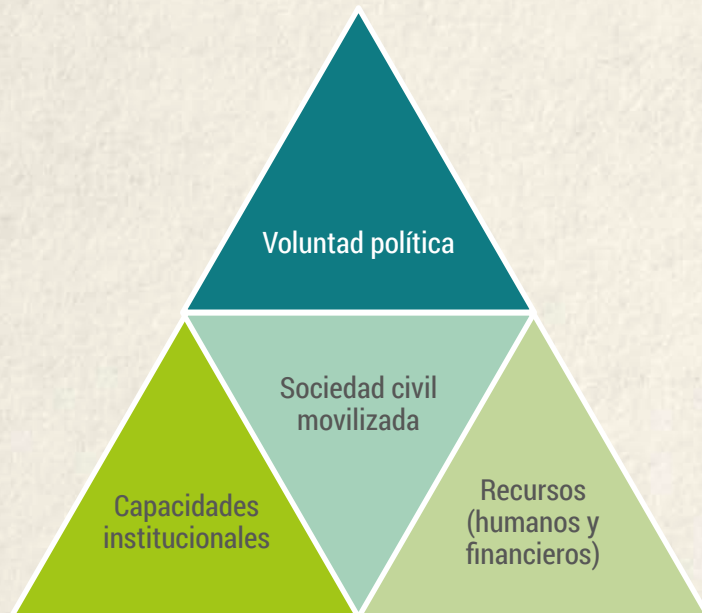 Voluntad política
Sociedad civil
movilizada
Capacidades
institucionales
Recursos
(humanos y
financieros)